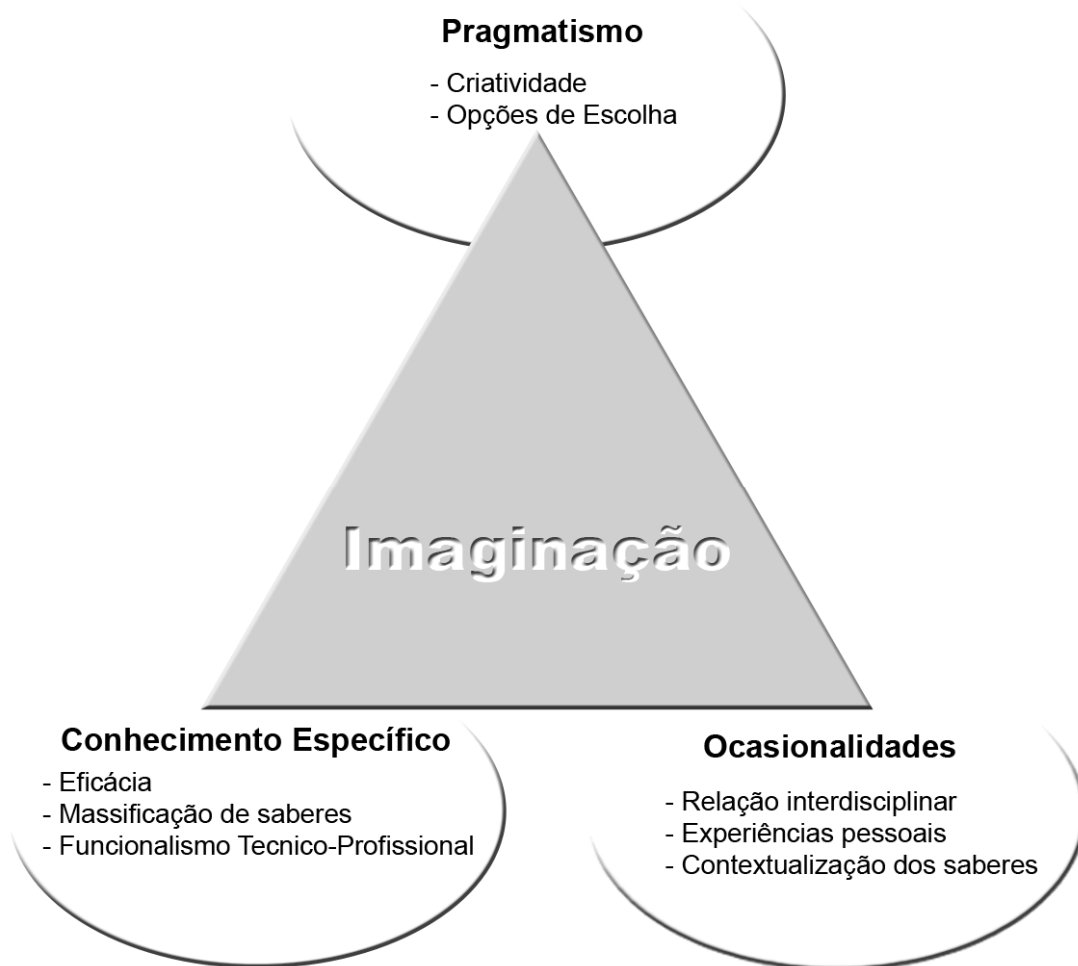 Pragmatismo
- Criatividade
- Opções de Escolha
Imaginação
Conhecimento Específico
- Eficácia
- Massificação de saberes
- Funcionalismo Tecnico-Profissional
Ocasionalidades
- Relação interdisciplinar
- Experiências pessoais
- Contextualização dos saberes